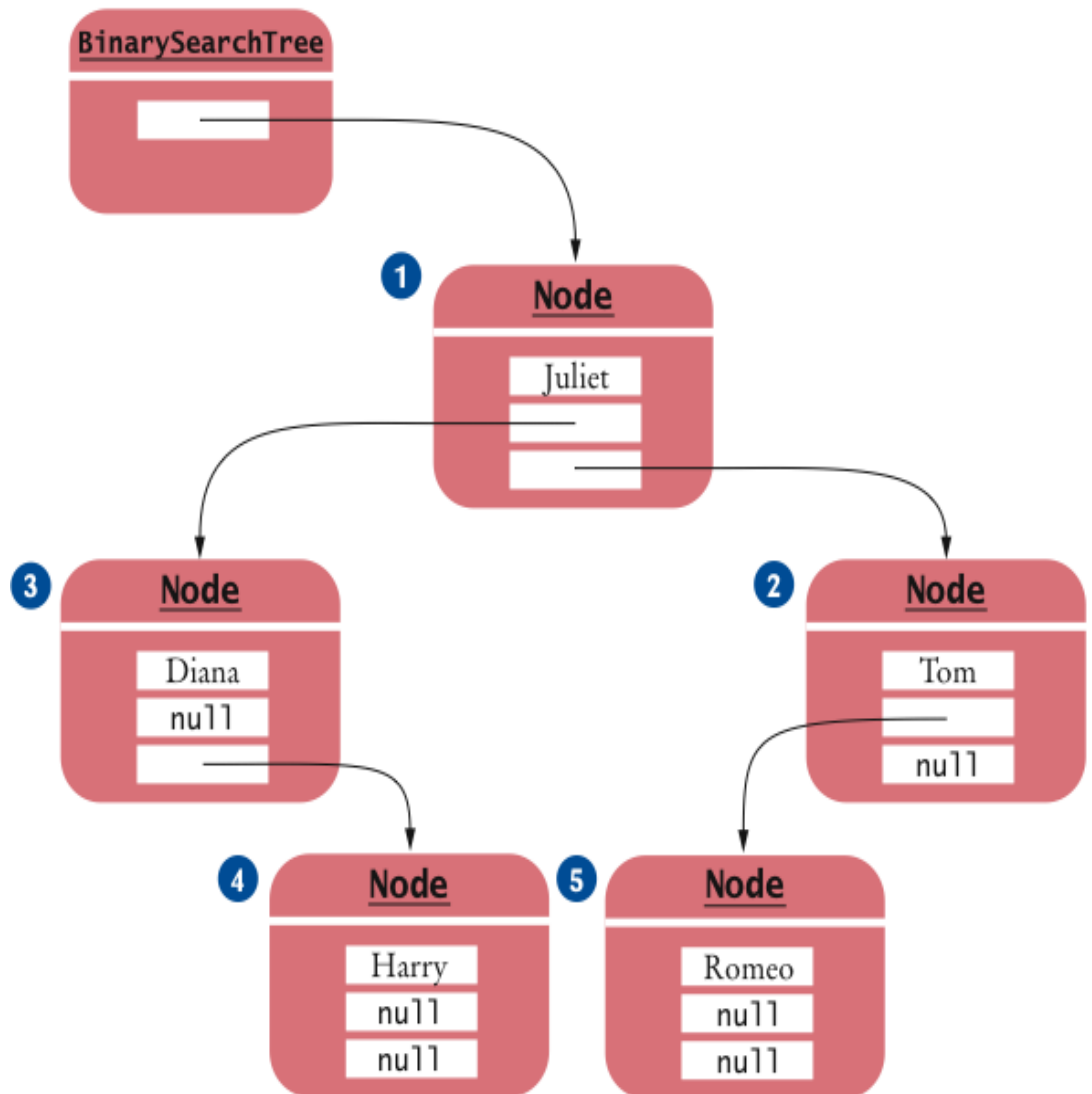 BinarySearchTree
1
Node
Juliet
3
Node
Diana
null
2
Node
Tom
null
4
Node
Harry
null
null
5
Node
Romeo
null
null